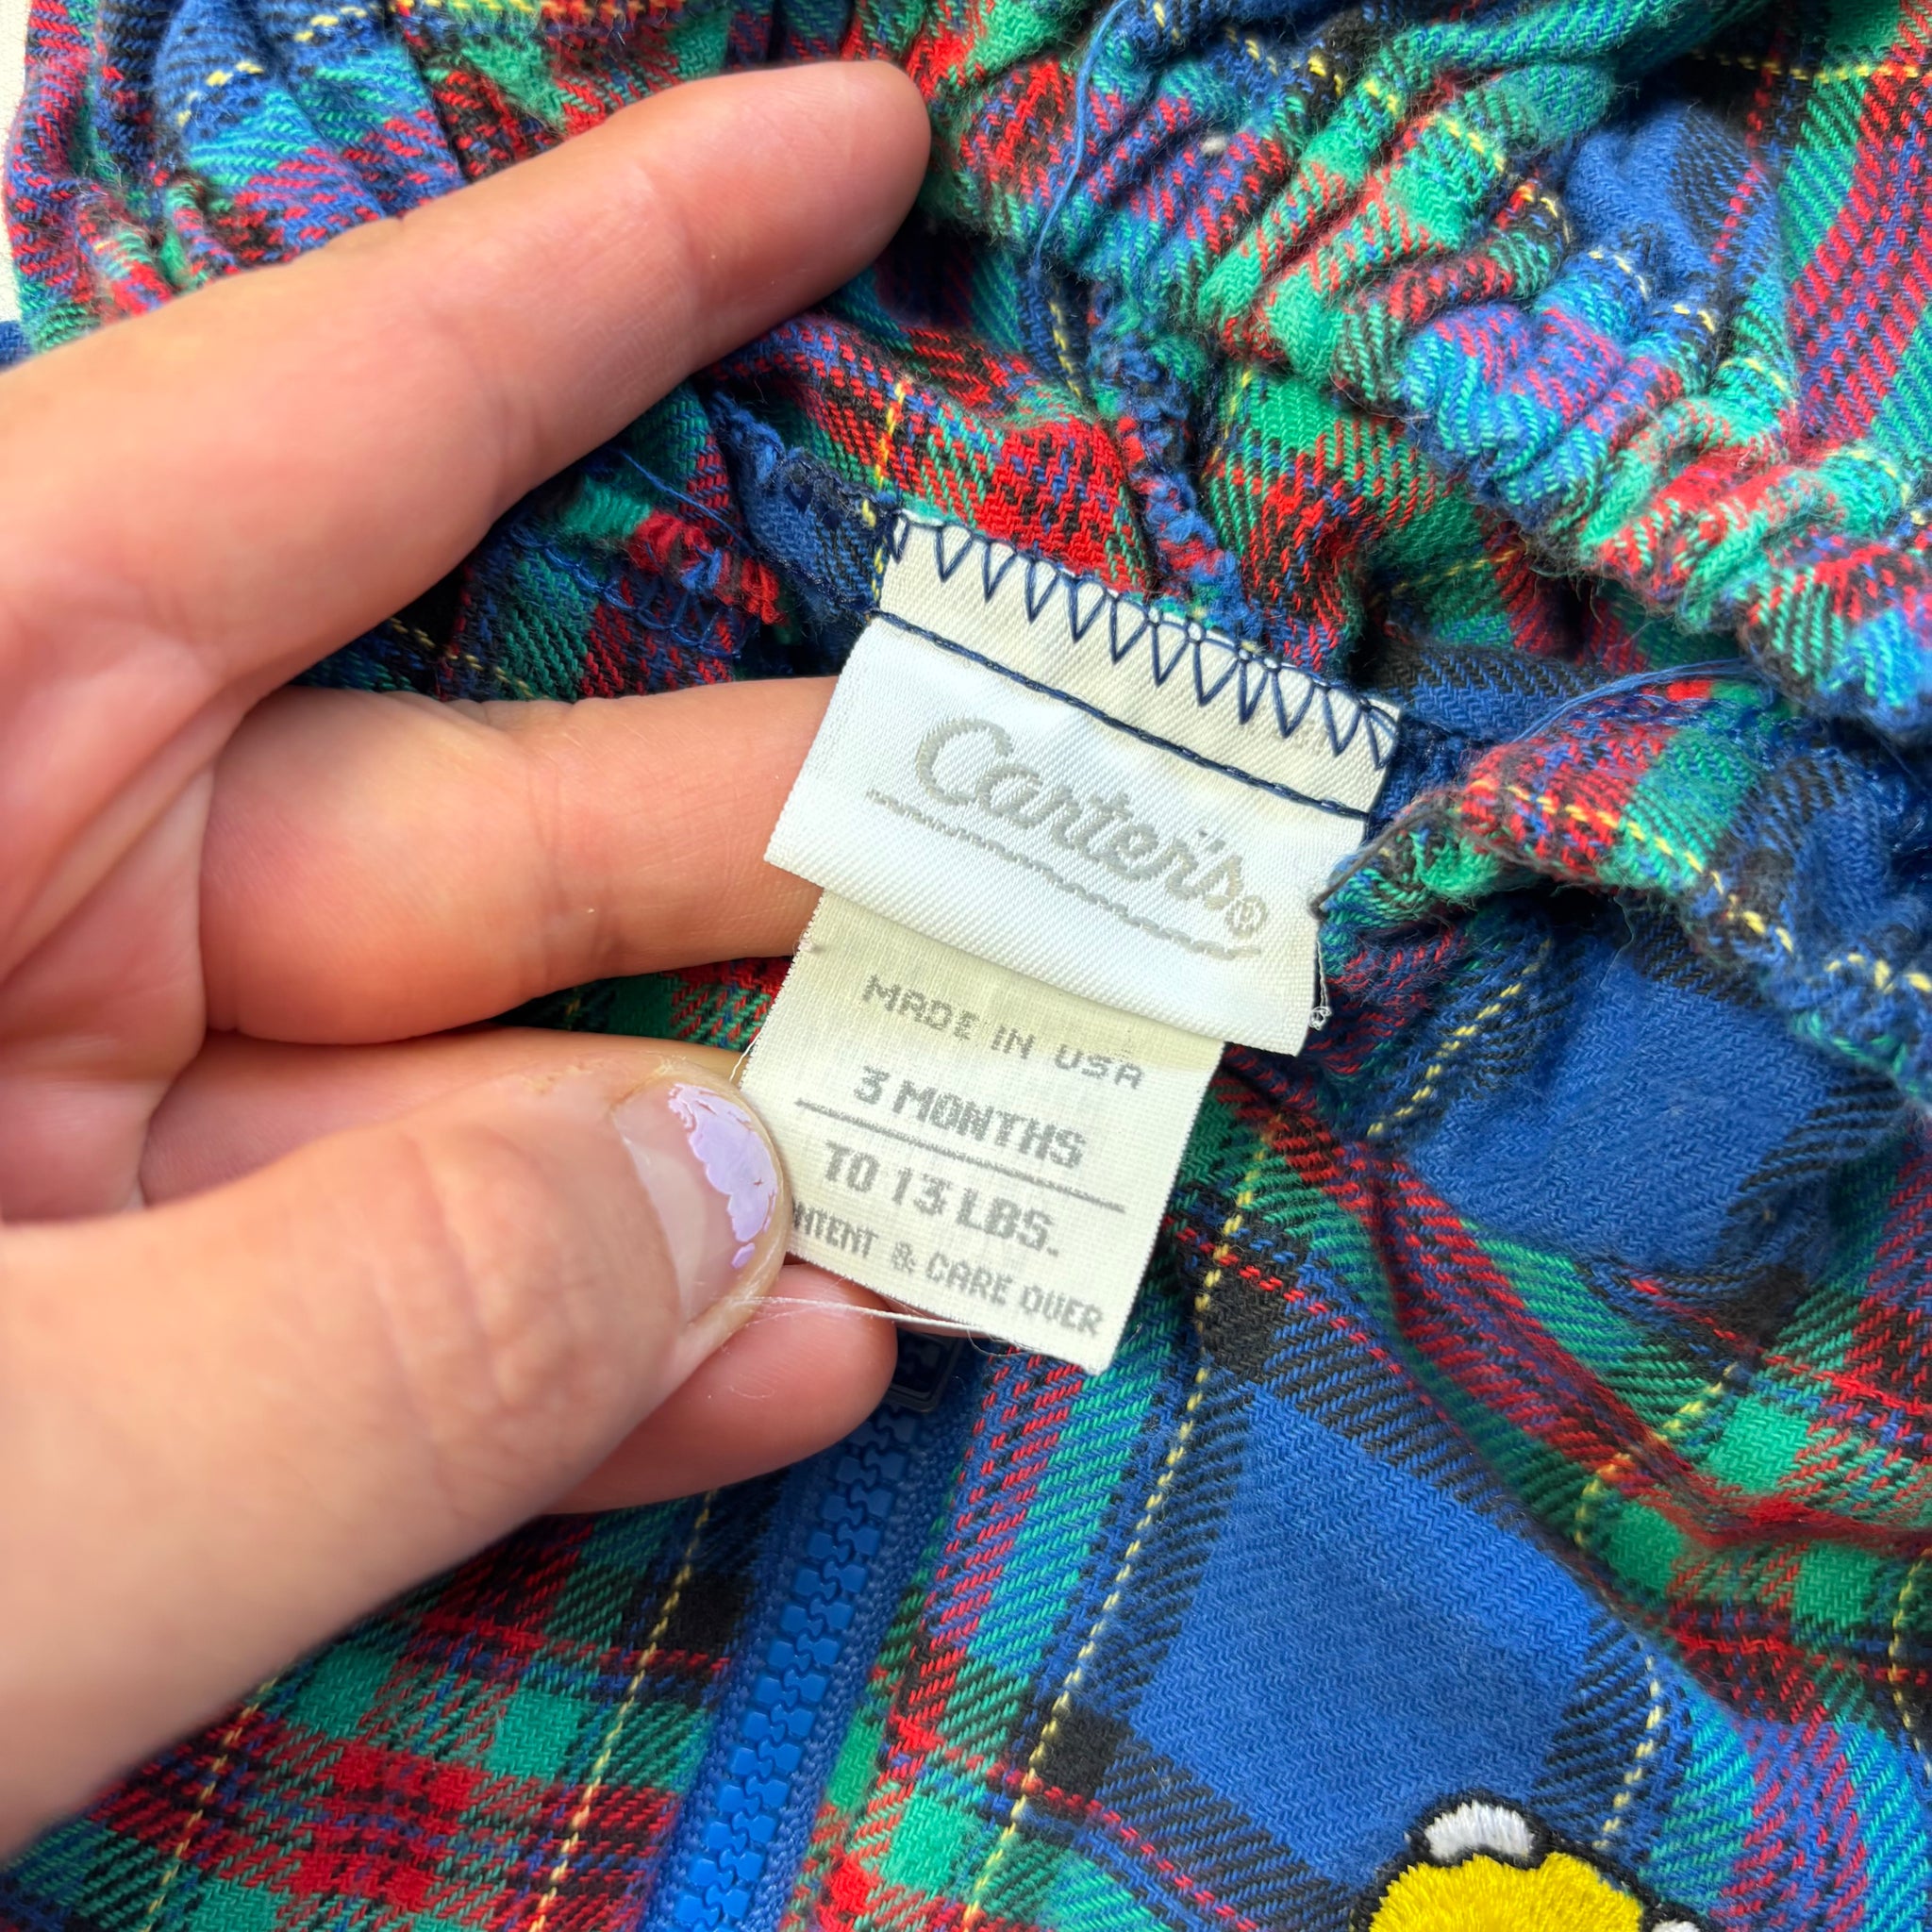 Carter's®
MADE IN USA
3 MONTHS
TO 13 LBS.
& CARE OVER